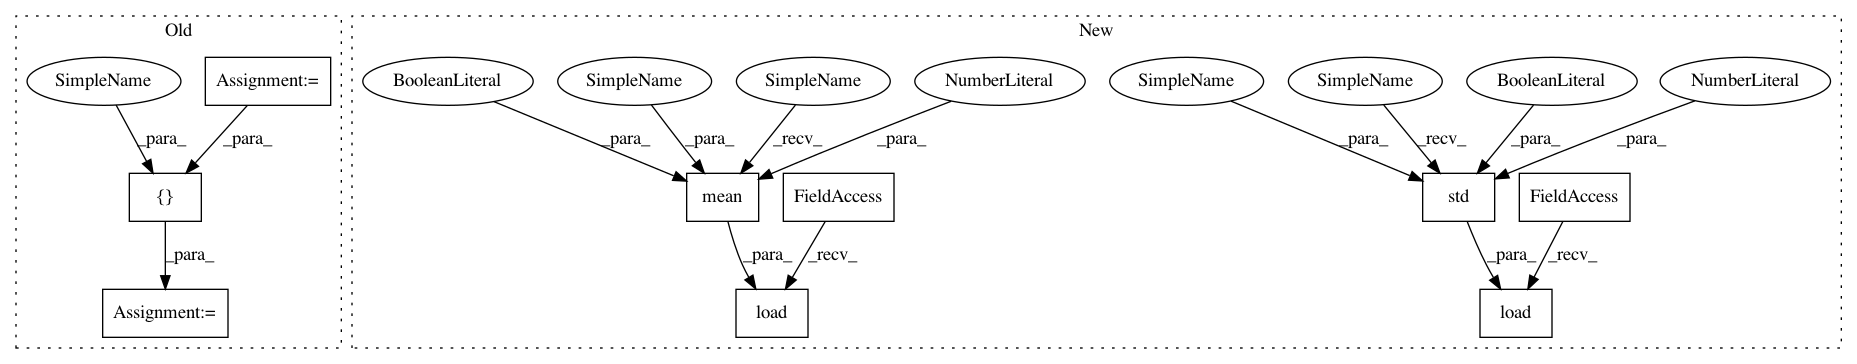 Old
New
SimpleName
Assignment:=
BooleanLiteral
SimpleName
SimpleName
NumberLiteral
SimpleName
SimpleName
BooleanLiteral
NumberLiteral
_para_
_para_
_para_
_para_
_recv_
_para_
_para_
_recv_
_para_
_para_
{}
mean
FieldAccess
std
FieldAccess
_para_
_para_
_recv_
_para_
_recv_
Assignment:=
load
load